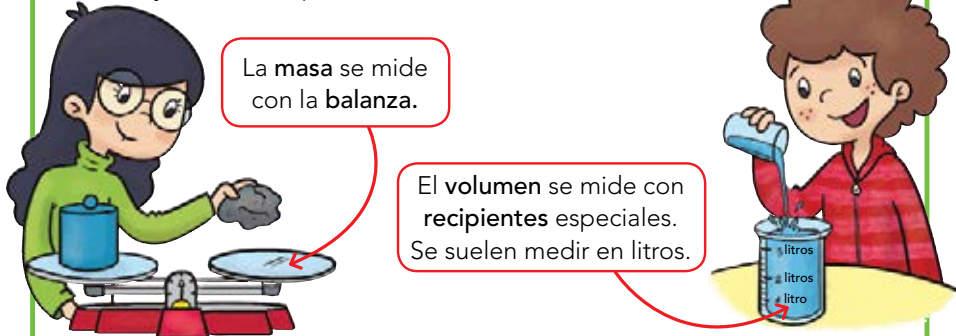 La masa se mide
con la balanza.
El volumen se mide con
recipientes especiales.
Se suelen medir en litros.
litros
litros
litro